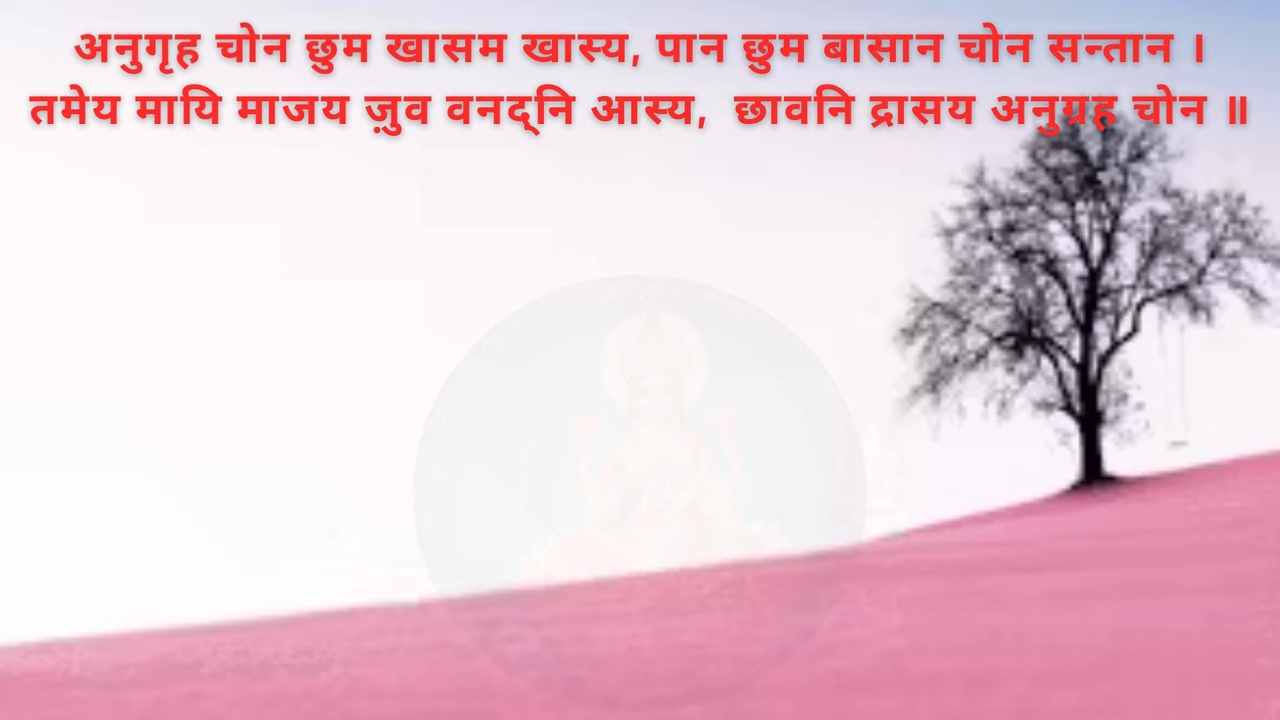 अनुगृह चोन छुम खासम खास्य, पान छुम बासान चोन सन्तान ।
तमेय मायि माजय ज़ुव वनद्नि आस्य, छावनि द्रासय अनुग्रह चोन ॥